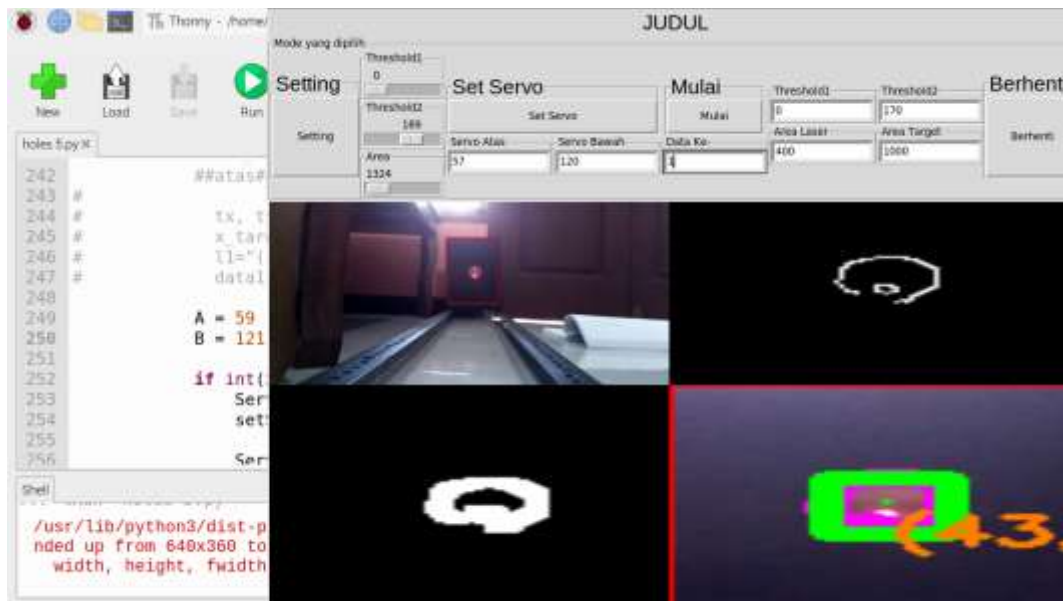 Thonny - /home/
JUDUL
Mode yang dipilih
New
Load
Save
Run
Setting
Setting
Threshold1
0
Threshold2
169
Area
1324
Set Servo
Set Servo
Servo Atas
57
Servo Bawah
120
Mulai
Mulai
Data Ke
1
Threshold1
0
Threshold2
170
Area Laser
400
Area Target
1000
Berhent
Berhenti
holes 5.py
242 ##atas#
243 #
244 # tx, t
245 # x_tar
246 # l1="(
247 # data1
248
249 A = 59
250 B = 121
251
252 if int(
253 Ser
254 set
255
256 Ser
Shell
/usr/lib/python3/dist-p
nded up from 640x360 to
width, height, fwidth
(43,